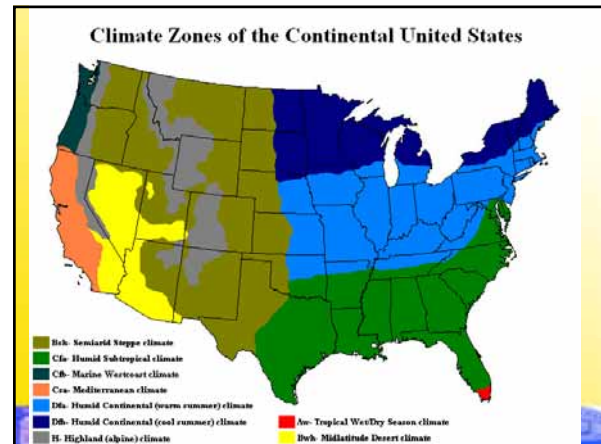 Climate Zones of the Continental United States
Bsk- Semiarid Steppe climate
Cfa- Humid Subtropical climate
Cfb- Marine Westcoast climate
Csa- Mediterranean climate
Dfa- Humid Continental (warm summer) climate
Dfb- Humid Continental (cool summer) climate
H- Highland (alpine) climate
Aw- Tropical Wet/Dry Season climate
Bwh- Midlatitude Desert climate